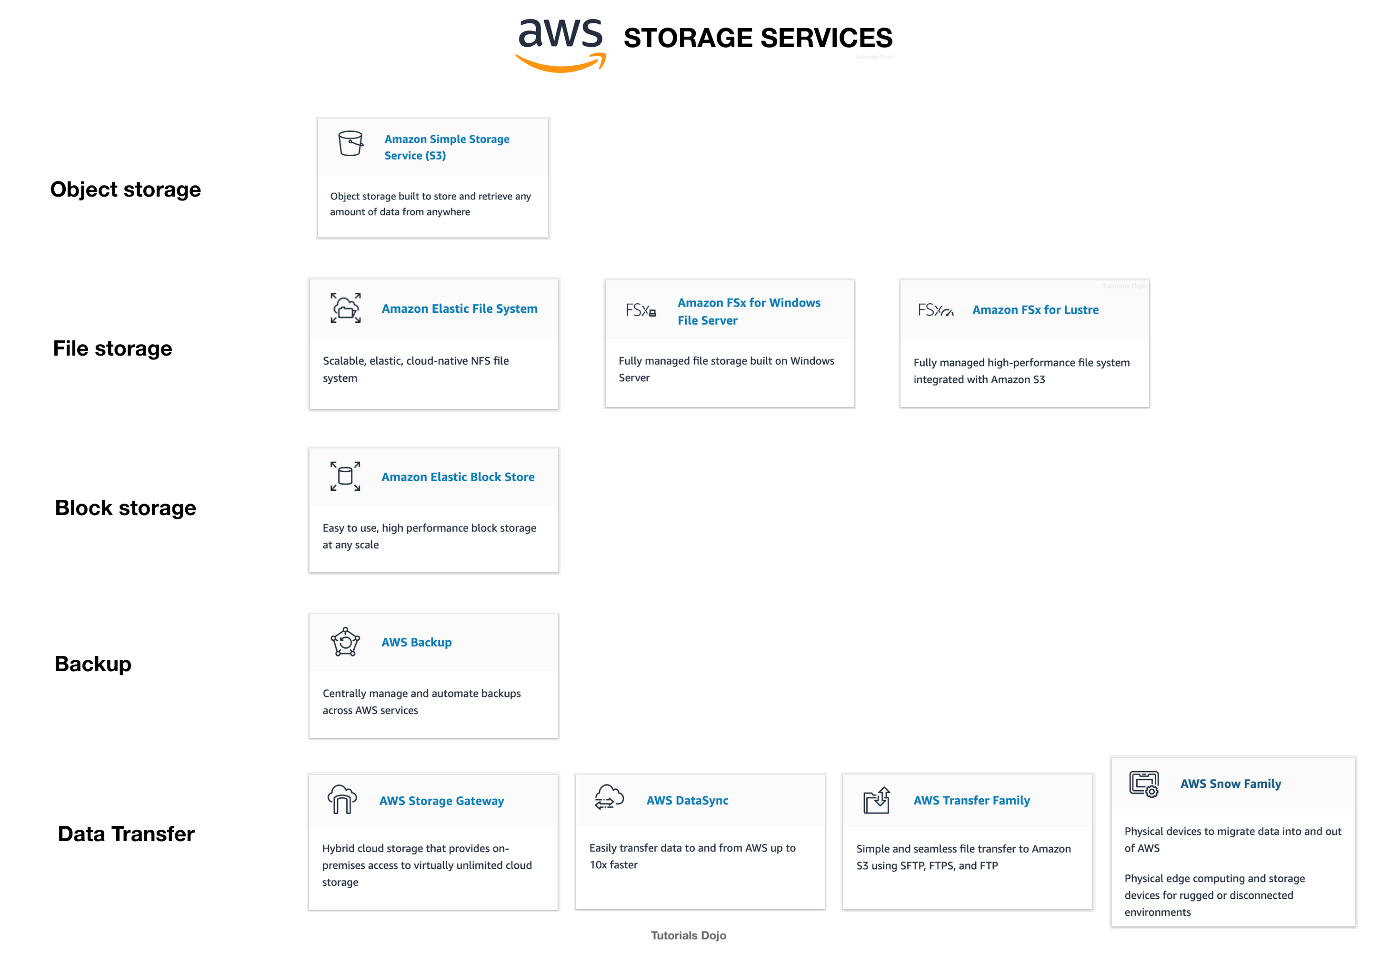 aws STORAGE SERVICES
Tutorials Dojo
Object storage
Amazon Simple Storage
Service (S3)
Object storage built to store and retrieve any
amount of data from anywhere
File storage
Amazon Elastic File System
Scalable, elastic, cloud-native NFS file
system
FSx
Amazon FSx for Windows
File Server
Fully managed file storage built on Windows
Server
Tutorials Dojo
FSx
Amazon FSx for Lustre
Fully managed high-performance file system
integrated with Amazon S3
Block storage
Amazon Elastic Block Store
Easy to use, high performance block storage
at any scale
Backup
AWS Backup
Centrally manage and automate backups
across AWS services
Data Transfer
AWS Storage Gateway
Hybrid cloud storage that provides on-
premises access to virtually unlimited cloud
storage
AWS DataSync
Easily transfer data to and from AWS up to
10x faster
AWS Transfer Family
Simple and seamless file transfer to Amazon
S3 using SFTP, FTPS, and FTP
AWS Snow Family
Physical devices to migrate data into and out
of AWS
Physical edge computing and storage
devices for rugged or disconnected
environments
Tutorials Dojo